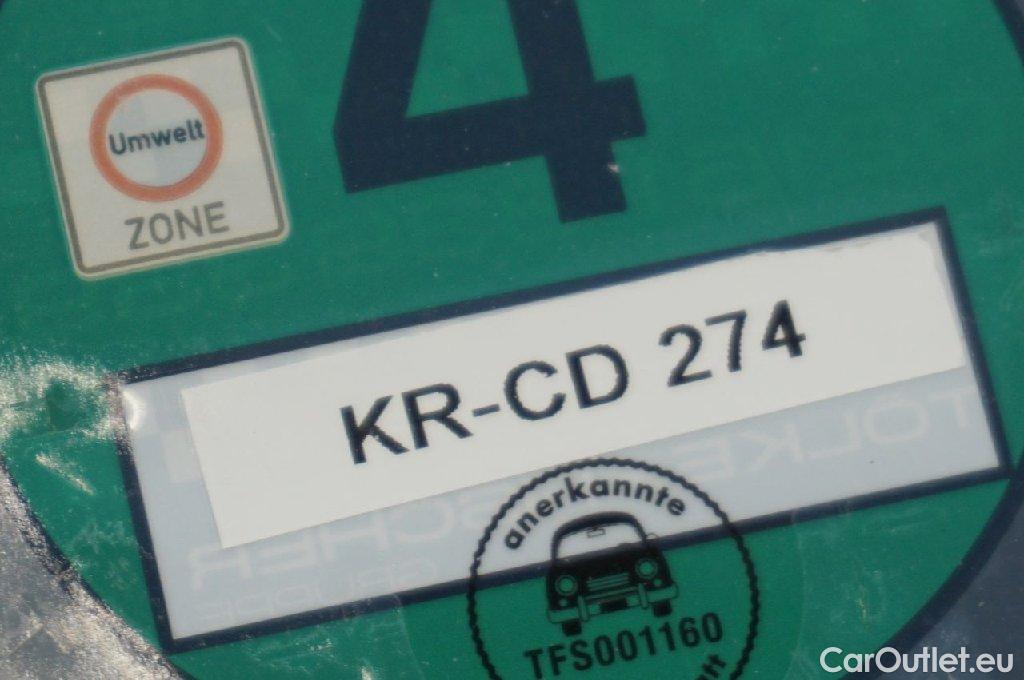 4
Umwelt
ZONE
KR-CD 274
anerkannte
TFS001160
CarOutlet.eu